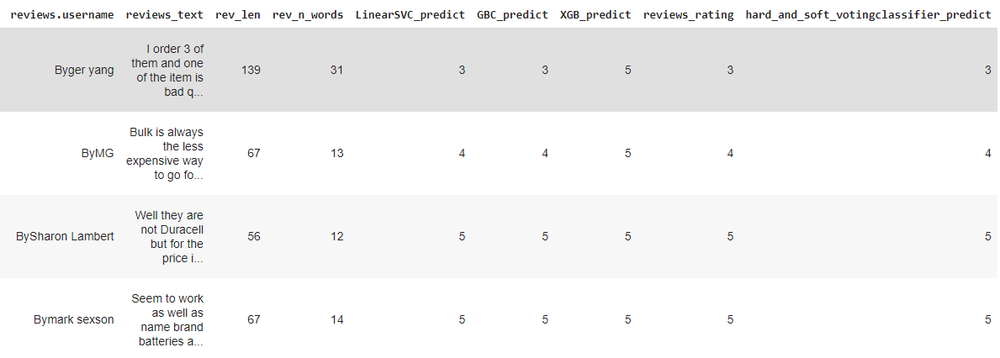 reviews.username reviews_text rev_len rev_n_words LinearSVC_predict GBC_predict XGB_predict reviews_rating hard_and_soft_votingclassifier_predict
I order 3 of
them and one
Byger yang of the item is 139 31 3 3 5 3 3
bad q...
Bulk is always
the less
ByMG expensive way 67 13 4 4 5 4 4
to go fo...
Well they are
not Duracell
BySharon Lambert but for the 56 12 5 5 5 5 5
price i...
Seem to work
as well as
Bymark sexson name brand 67 14 5 5 5 5 5
batteries a...